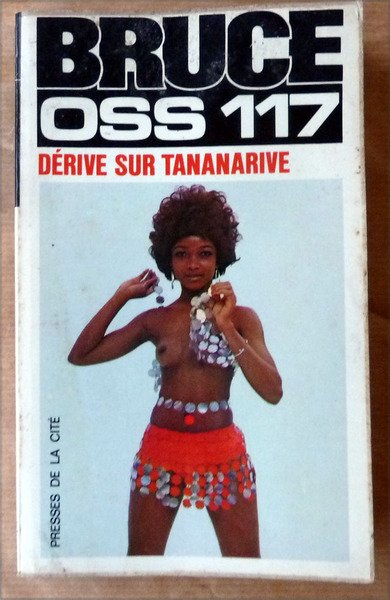 BRUCE
OSS 117
DÉRIVE SUR TANANARIVE
PRESSES DE LA CITÉ